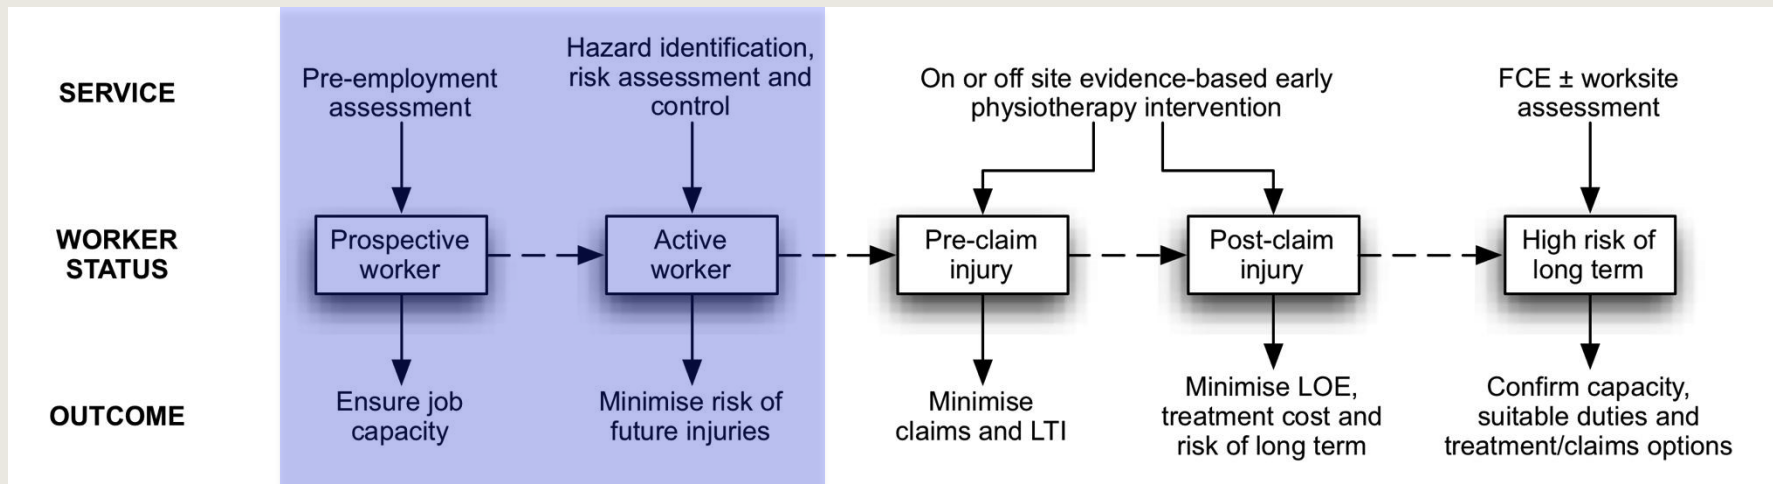 SERVICE
Pre-employment
assessment
Hazard identification,
risk assessment and
control
On or off site evidence-based early
physiotherapy intervention
FCE ± worksite
assessment
WORKER
STATUS
Prospective
worker
Active
worker
Pre-claim
injury
Post-claim
injury
High risk of
long term
OUTCOME
Ensure job
capacity
Minimise risk of
future injuries
Minimise
claims and LTI
Minimise LOE,
treatment cost and
risk of long term
Confirm capacity,
suitable duties and
treatment/claims options